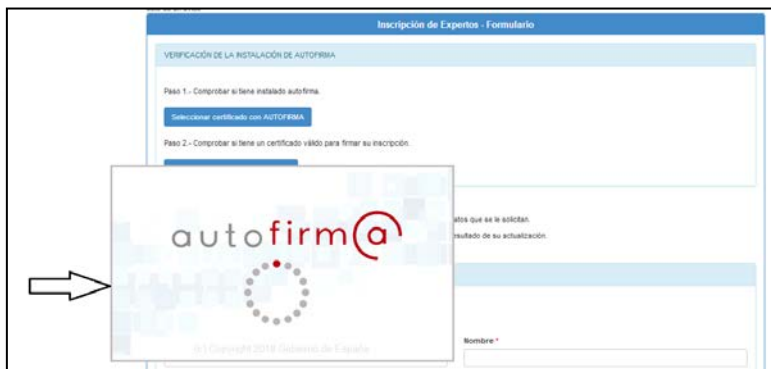 Inscripción de Expertos - Formulario
VERIFICACIÓN DE LA INSTALACIÓN DE AUTOFIRMA
Paso 1.- Comprobar si tiene instalado autofirma.
Seleccionar certificado con AUTOFIRMA
Paso 2.- Comprobar si tiene un certificado válido para firmar su inscripción.
atos que se le solicitan.
esultado de su actualización.
autofirm@
(c) Copyright 2018 Gobierno de España
Nombre *